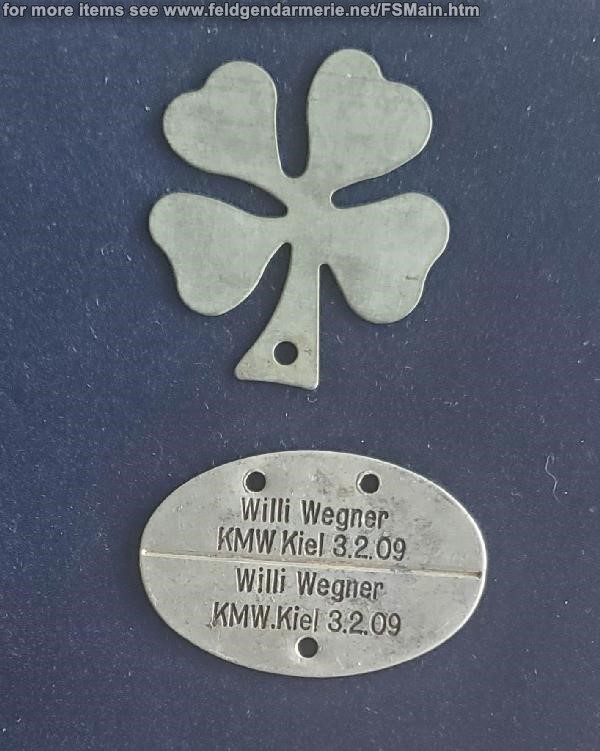 for more items see www.feldgendarmerie.net/FSMain.htm
Willi Wegner
KMW Kiel 3.2.09
Willi Wegner
KMW.Kiel 3.2.09